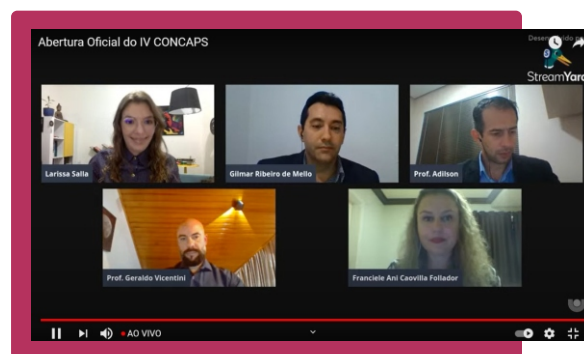 Abertura Oficial do IV CONCAPS
StreamYard
Larissa Salla
Gilmar Ribeiro de Mello
Prof. Adilson
Prof. Geraldo Vicentini
Franciele Ani Caovilla Follador
AO VIVO